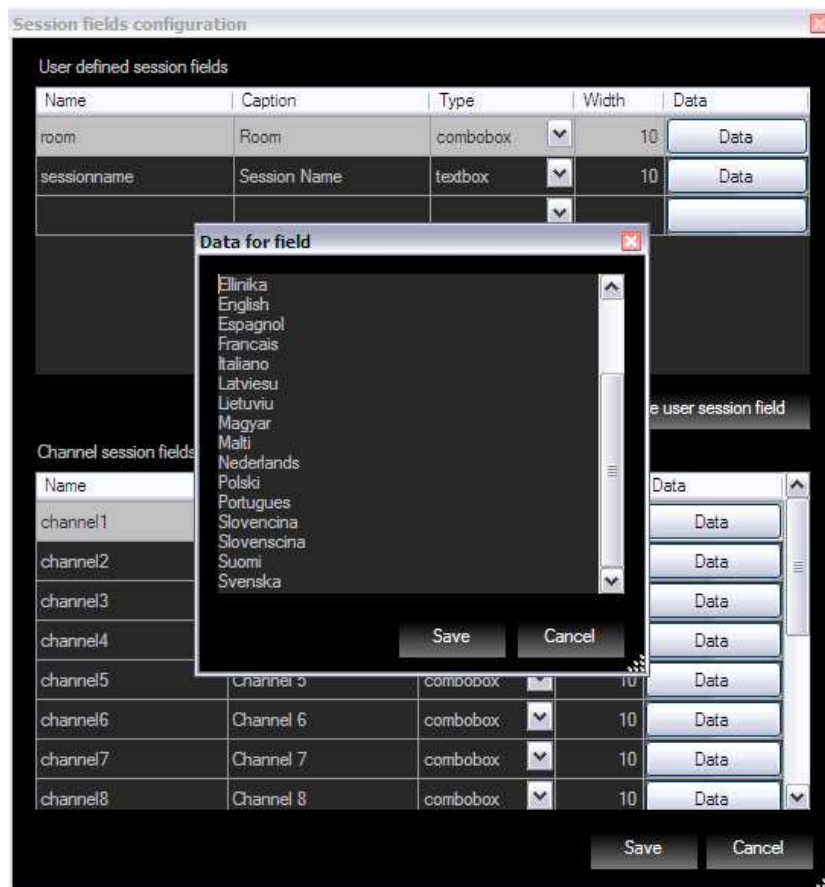 Session fields configuration
User defined session fields
Name Caption Type Width Data
room Room combobox 10 Data
sessionname Session Name textbox 10 Data
Data for field
Ellinika
English
Espagnol
Francais
Italiano
Latviesu
Lietuviu
Magyar
Malti
Nederlands
Polski
Portugues
Slovencina
Slovenscina
Suomi
Svenska
Save Cancel
e user session field
Channel session fields
Name Data
channel1 Data
channel2 Data
channel3 Data
channel4 Data
channel5 Channel 5 combobox 10 Data
channel6 Channel 6 combobox 10 Data
channel7 Channel 7 combobox 10 Data
channel8 Channel 8 combobox 10 Data
Save Cancel